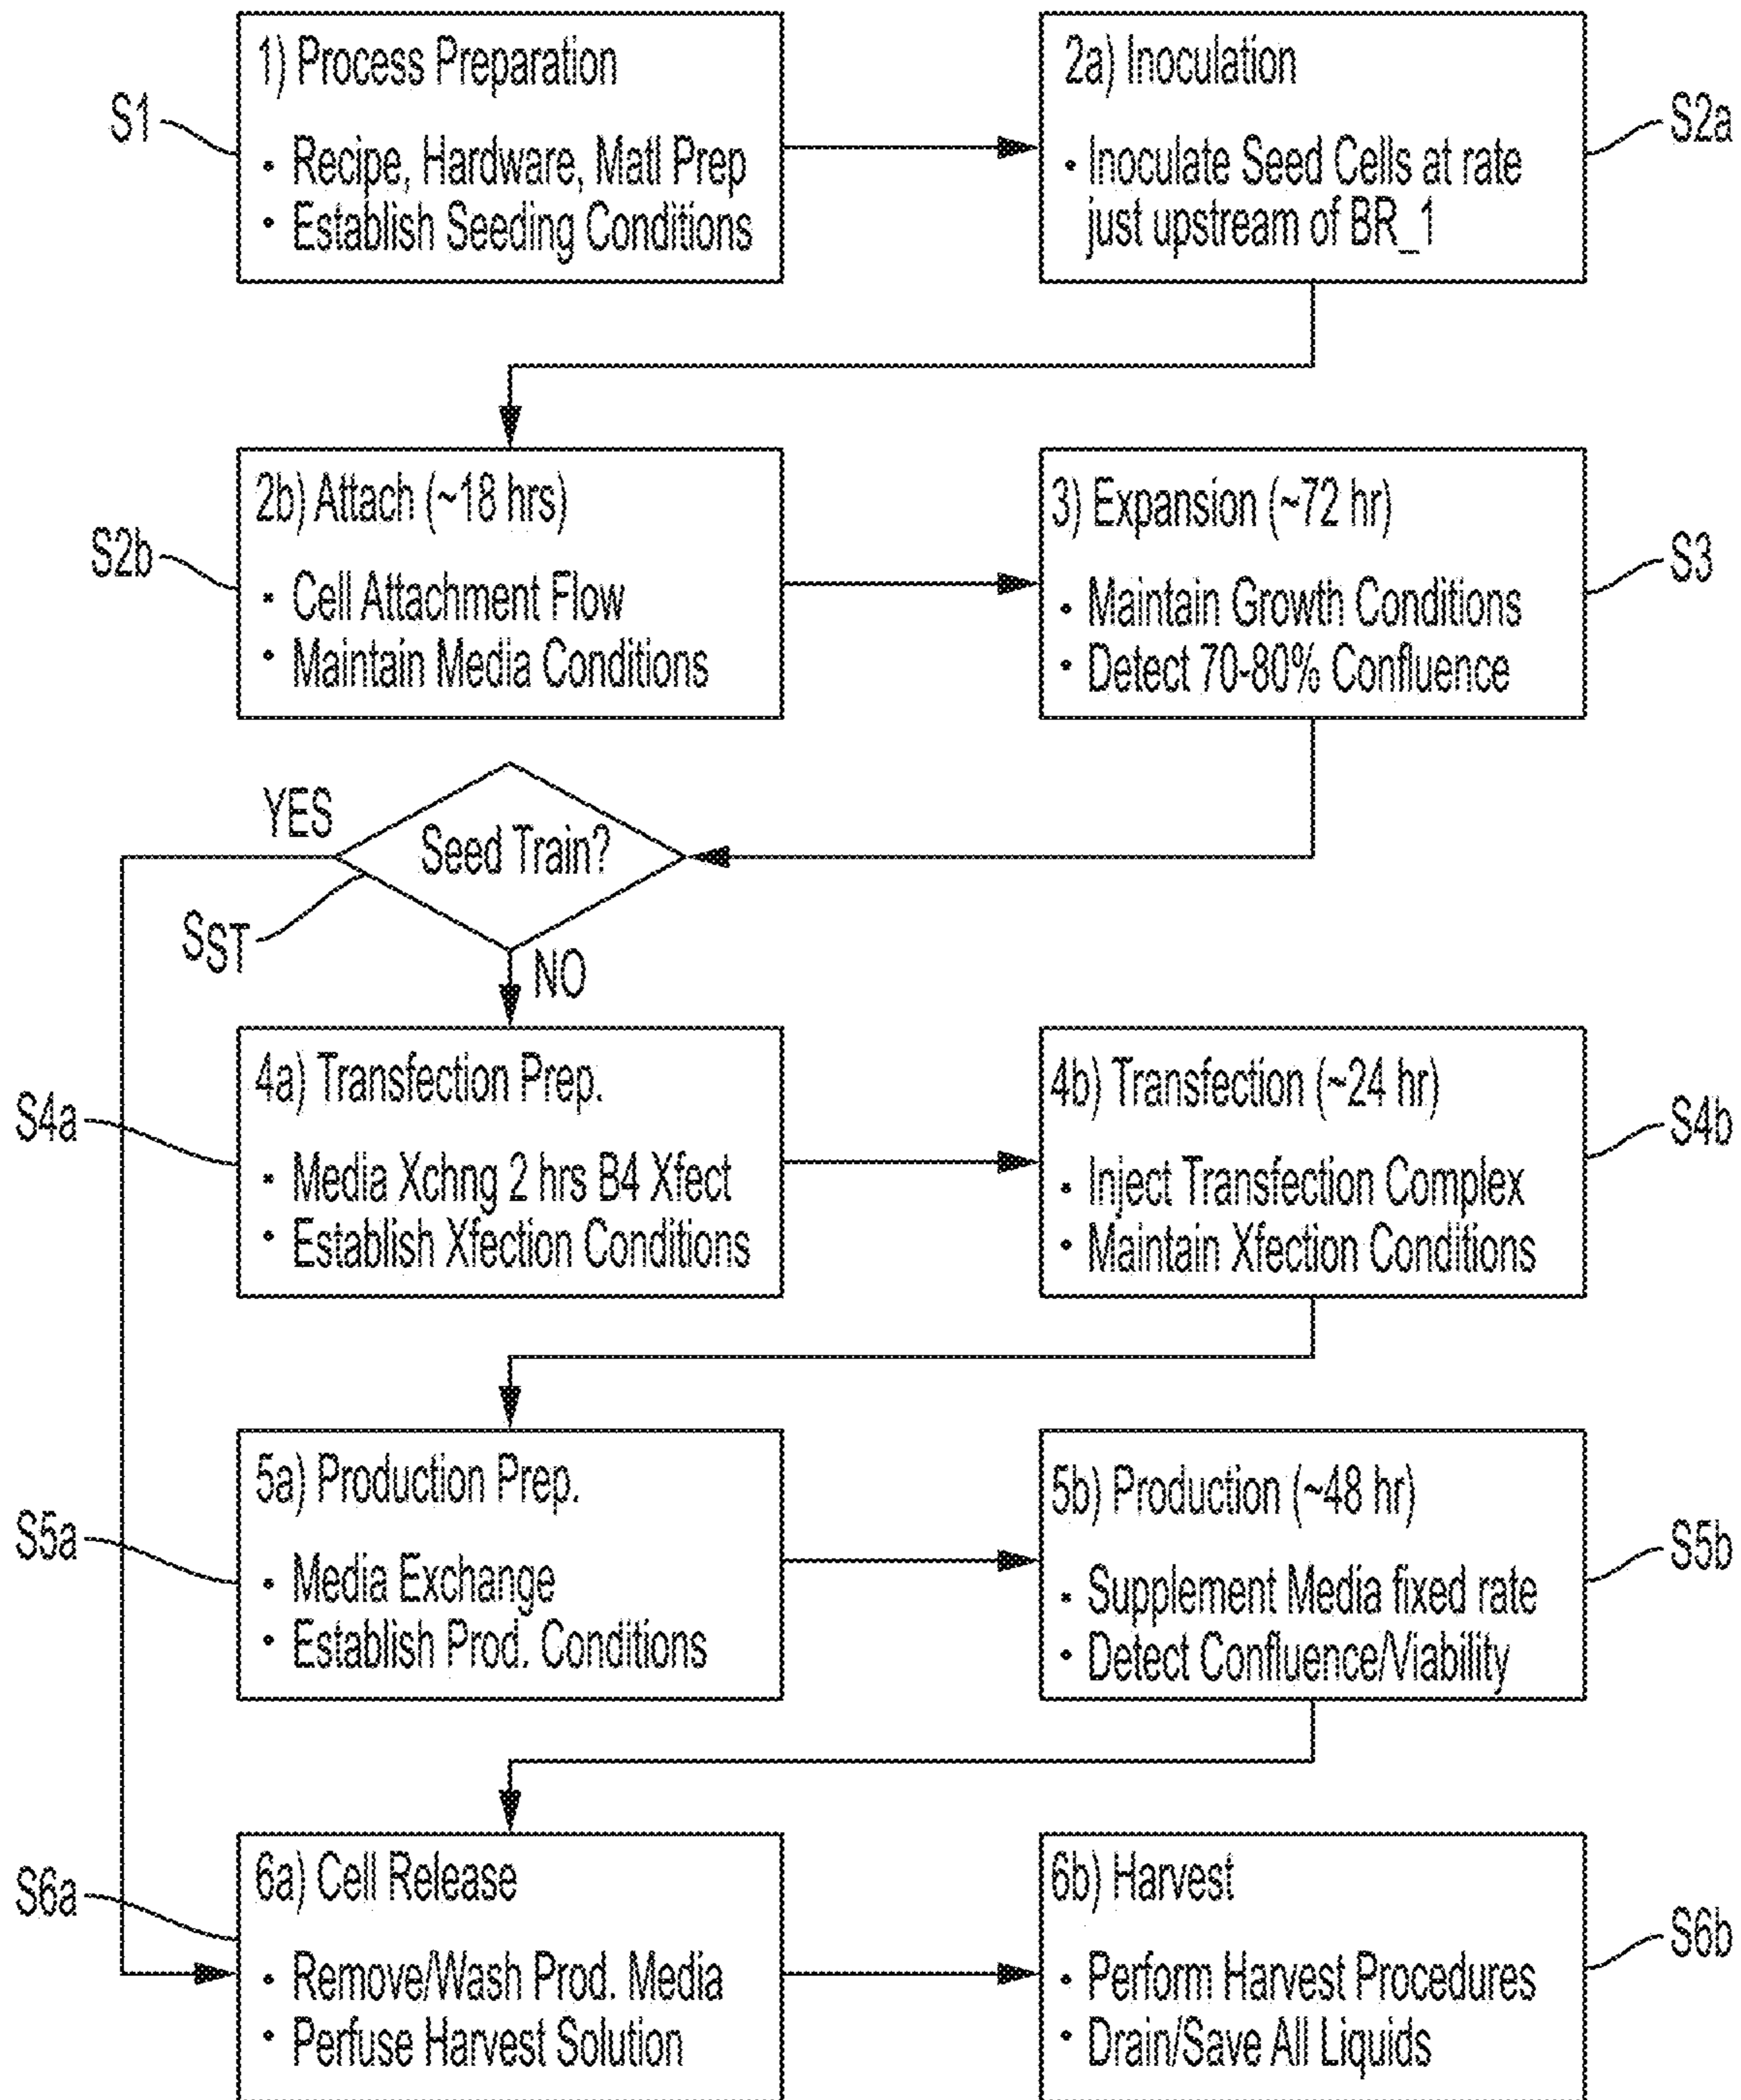 1) Process Preparation
• Recipe, Hardware, Matl Prep
• Establish Seeding Conditions
S1
2a) Inoculation
• Inoculate Seed Cells at rate
just upstream of BR_1
S2a
2b) Attach (~18 hrs)
• Cell Attachment Flow
• Maintain Media Conditions
S2b
3) Expansion (~72 hr)
• Maintain Growth Conditions
• Detect 70-80% Confluence
S3
YES
Seed Train?
SST
NO
4a) Transfection Prep.
• Media Xchng 2 hrs B4 Xfect
• Establish Xfection Conditions
S4a
4b) Transfection (~24 hr)
• Inject Transfection Complex
• Maintain Xfection Conditions
S4b
5a) Production Prep.
• Media Exchange
• Establish Prod. Conditions
S5a
5b) Production (~48 hr)
• Supplement Media fixed rate
• Detect Confluence/Viability
S5b
6a) Cell Release
• Remove/Wash Prod. Media
• Perfuse Harvest Solution
S6a
6b) Harvest
• Perform Harvest Procedures
• Drain/Save All Liquids
S6b